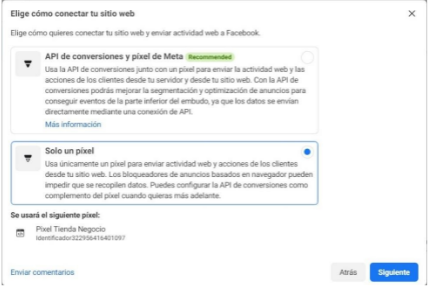 Elige cómo conectar tu sitio web
Elige cómo quieres conectar tu sitio web y enviar actividad web a Facebook.
API de conversiones y píxel de Meta Recommended
Usa la API de conversiones junto con un píxel para enviar la actividad web y las
acciones de los clientes desde tu servidor y desde tu sitio web. Con la API de
conversiones podrás mejorar la segmentación y optimización de anuncios para
conseguir eventos de la parte inferior del embudo, ya que los datos se envían
directamente mediante una conexión de API.
Más información
Solo un píxel
Usa únicamente un píxel para enviar actividad web y acciones de los clientes
desde tu sitio web. Los bloqueadores de anuncios basados en navegador pueden
impedir que se recopilen datos. Puedes configurar la API de conversiones como
complemento del píxel cuando quieras más adelante.
Se usará el siguiente píxel:
Pixel Tienda Negocio
Identificador322956416401097
Enviar comentarios
Atrás
Siguiente